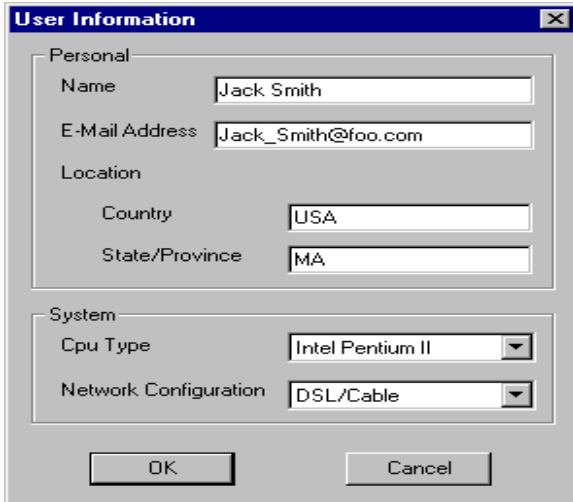 User Information
Personal
Name Jack Smith
E-Mail Address Jack_Smith@foo.com
Location
Country USA
State/Province MA
System
Cpu Type Intel Pentium II
Network Configuration DSL/Cable
OK Cancel